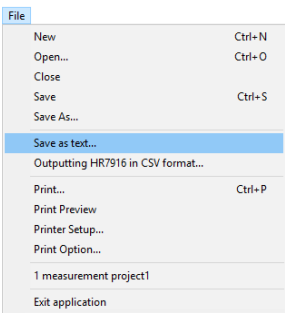 File
New Ctrl+N
Open... Ctrl+O
Close
Save Ctrl+S
Save As...
Save as text...
Outputting HR7916 in CSV format...
Print... Ctrl+P
Print Preview
Printer Setup...
Print Option...
1 measurement project1
Exit application